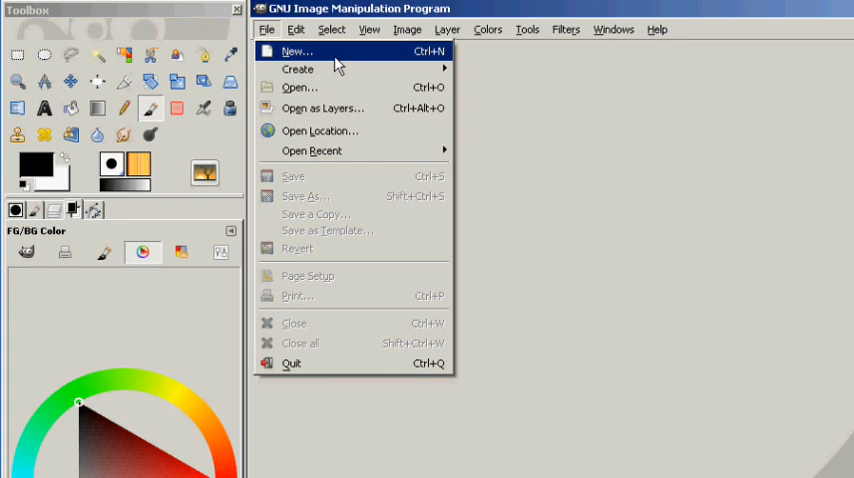 Toolbox
GNU Image Manipulation Program
File Edit Select View Image Layer Colors Tools Filters Windows Help
New... Ctrl+N
Create
Open... Ctrl+O
Open as Layers... Ctrl+Alt+O
Open Location...
Open Recent
Save Ctrl+S
Save As... Shift+Ctrl+S
Save a Copy...
Save as Template...
Revert
Page Setup
Print... Ctrl+P
Close Ctrl+W
Close all Shift+Ctrl+W
Quit Ctrl+Q
FG/BG Color